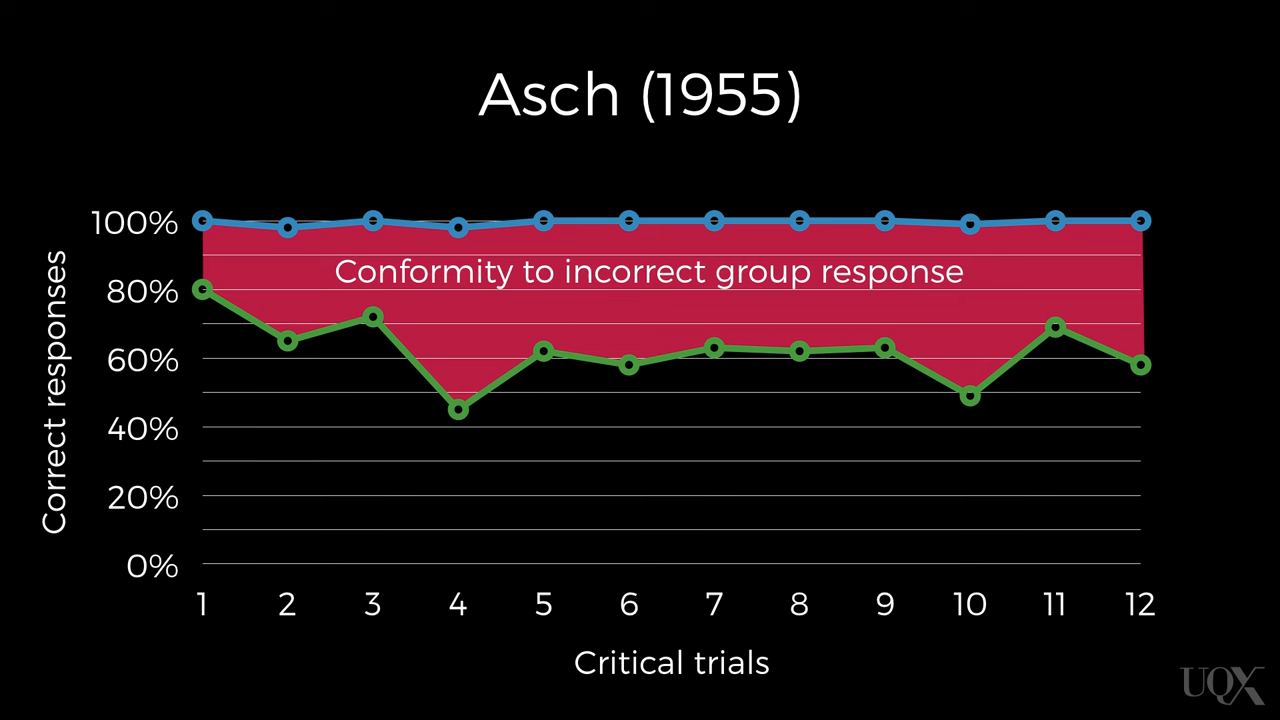 Asch (1955)
100%
80%
60%
40%
20%
0%
Correct responses
Conformity to incorrect group response
1 2 3 4 5 6 7 8 9 10 11 12
Critical trials
UQX